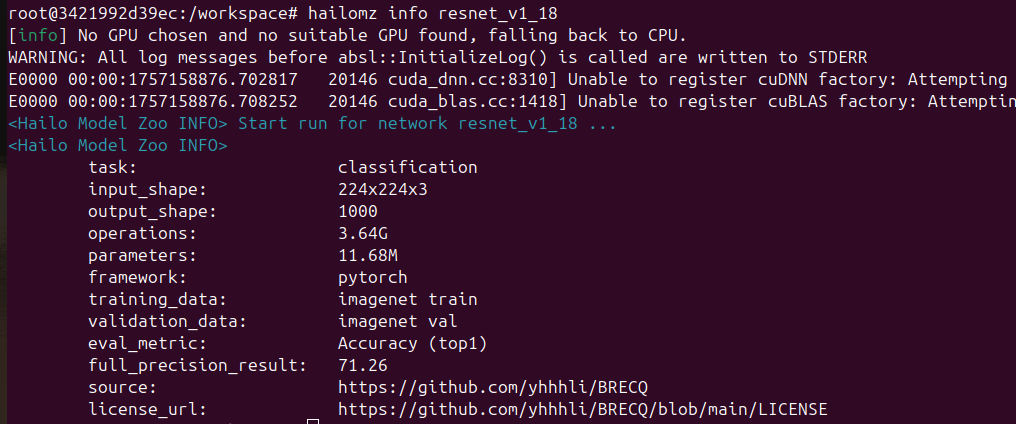 root@3421992d39ec:/workspace# hailomz info resnet_v1_18
[info] No GPU chosen and no suitable GPU found, falling back to CPU.
WARNING: All log messages before absl::InitializeLog() is called are written to STDERR
E0000 00:00:1757158876.702817   20146 cuda_dnn.cc:8310] Unable to register cuDNN factory: Attempting
E0000 00:00:1757158876.708252   20146 cuda_blas.cc:1418] Unable to register cuBLAS factory: Attemptin
<Hailo Model Zoo INFO> Start run for network resnet_v1_18 ...
<Hailo Model Zoo INFO>
task: classification
input_shape: 224x224x3
output_shape: 1000
operations: 3.64G
parameters: 11.68M
framework: pytorch
training_data: imagenet train
validation_data: imagenet val
eval_metric: Accuracy (top1)
full_precision_result: 71.26
source: https://github.com/yhhhli/BRECQ
license_url: https://github.com/yhhhli/BRECQ/blob/main/LICENSE